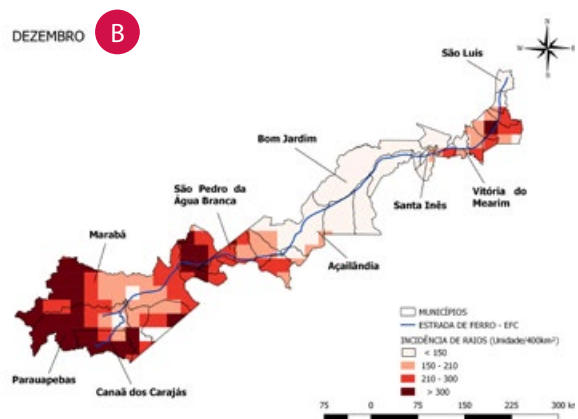 DEZEMBRO
B
N
W
E
S
São Luis
Bom Jardim
São Pedro da
Água Branca
Marabá
Santa Inês
Vitória do
Mearim
Açailândia
Parauapebas
Canaã dos Carajás
MUNICÍPIOS
ESTRADA DE FERRO - EFC
INCIDÊNCIA DE RAIOS (Unidade/400km²)
< 150
150 - 210
210 - 300
> 300
75 0 75 150 225 300 km